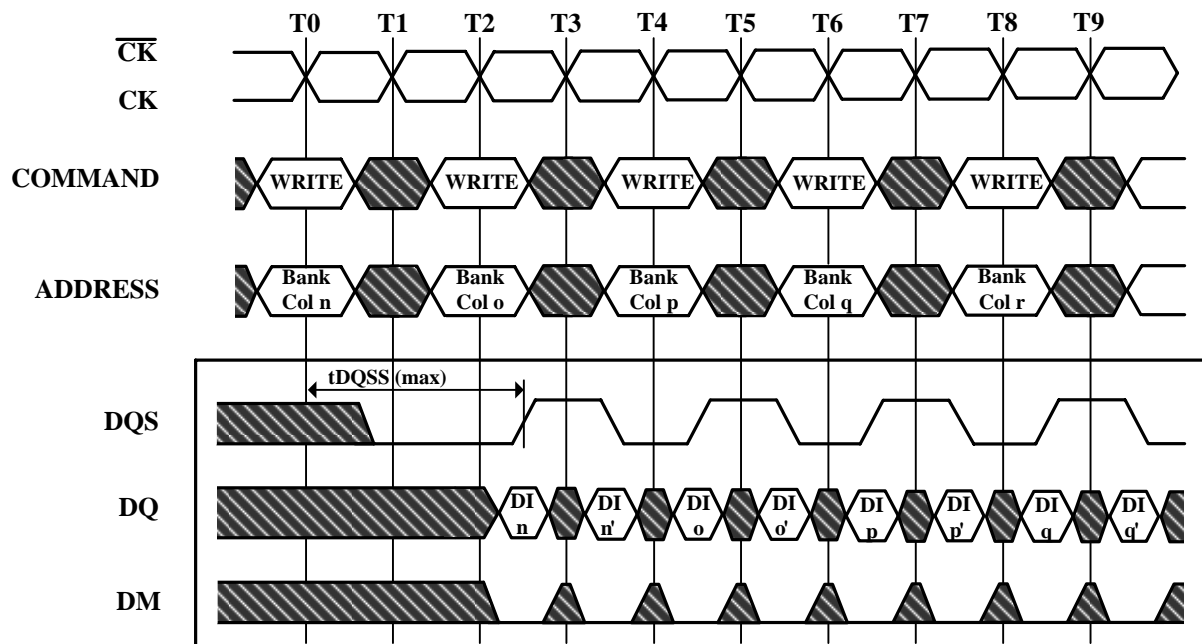 T0 T1 T2 T3 T4 T5 T6 T7 T8 T9
CK
CK
COMMAND
WRITE WRITE WRITE WRITE WRITE
ADDRESS
Bank Bank Bank Bank Bank
Col n Col o Col p Col q Col r
tDQSS (max)
DQS
DQ
DI DI DI DI DI DI DI DI
n n' o o' p p' q q'
DM